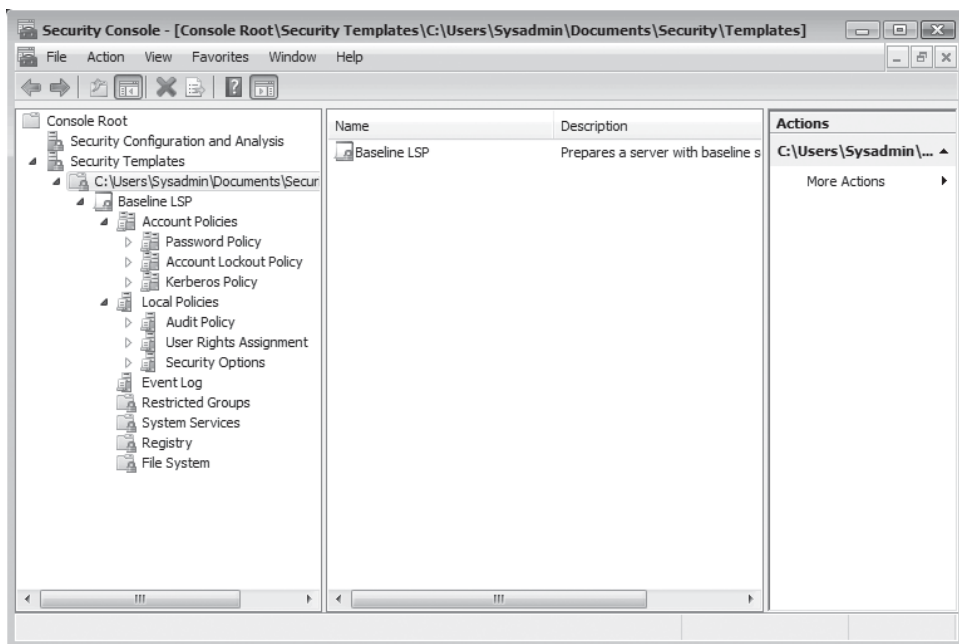 Security Console - [Console Root\Security Templates\C:\Users\Sysadmin\Documents\Security\Templates]
File Action View Favorites Window Help
Console Root
Security Configuration and Analysis
Security Templates
C:\Users\Sysadmin\Documents\Secur
Baseline LSP
Account Policies
Password Policy
Account Lockout Policy
Kerberos Policy
Local Policies
Audit Policy
User Rights Assignment
Security Options
Event Log
Restricted Groups
System Services
Registry
File System
Name Description
Baseline LSP Prepares a server with baseline s
Actions
C:\Users\Sysadmin\...
More Actions